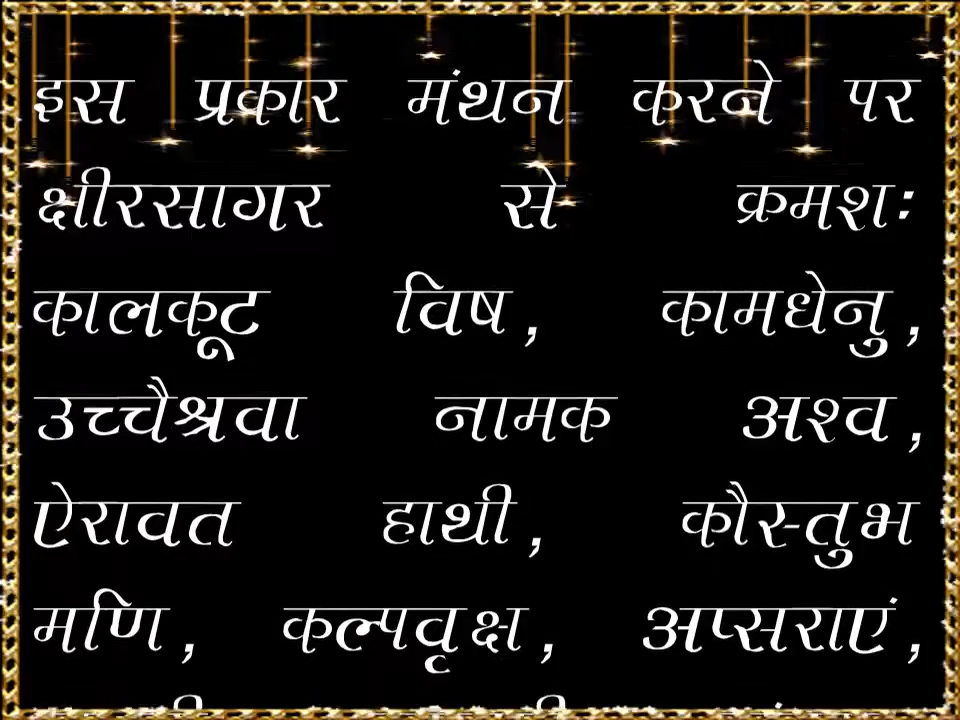 इस प्रकार मंथन करने पर
क्षीरसागर से क्रमशः
कालकूट विष, कामधेनु,
उच्चैश्रवा नामक अश्व,
ऐरावत हाथी, कौस्तुभ
मणि, कल्पवृक्ष, अप्सराएं,